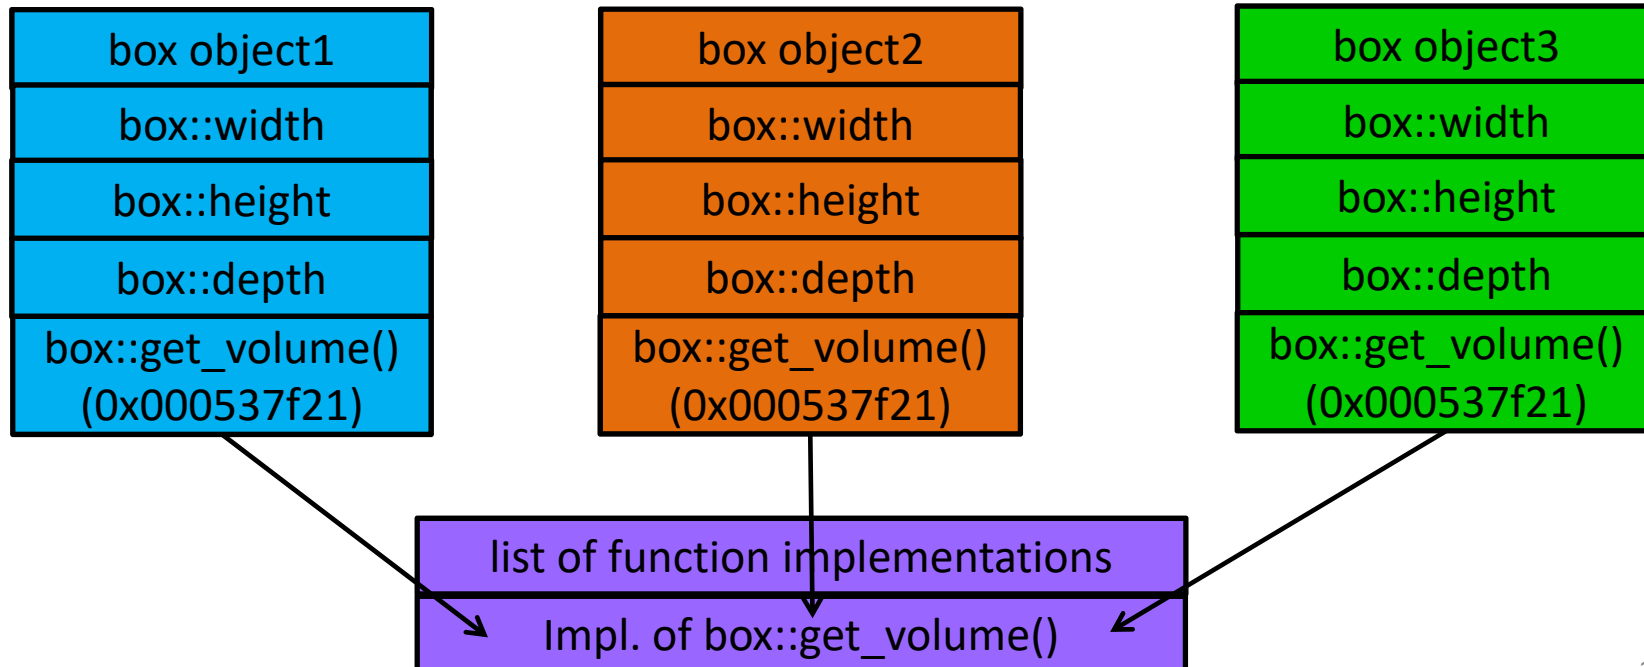 box object1
box::width
box::height
box::depth
box::get_volume()
(0x000537f21)
box object2
box::width
box::height
box::depth
box::get_volume()
(0x000537f21)
box object3
box::width
box::height
box::depth
box::get_volume()
(0x000537f21)
list of function implementations
Impl. of box::get_volume()